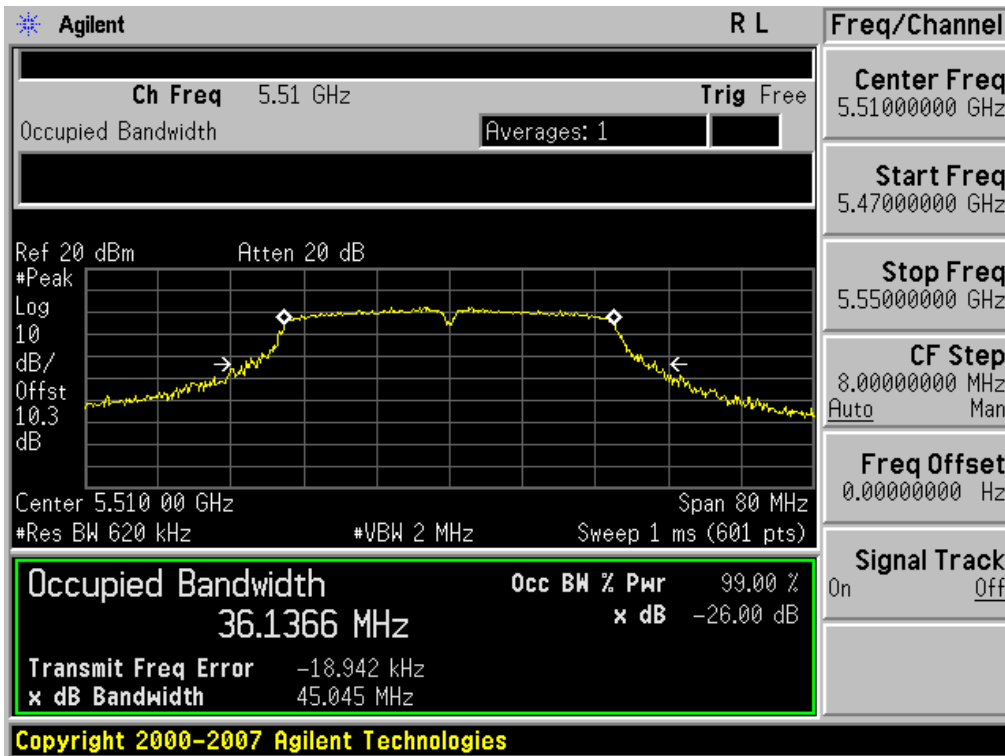 Agilent R L
Freq/Channel
Ch Freq 5.51 GHz Trig Free
Occupied Bandwidth Averages: 1
Center Freq
5.51000000 GHz
Start Freq
5.47000000 GHz
Stop Freq
5.55000000 GHz
CF Step
8.00000000 MHz
Auto Man
Freq Offset
0.00000000 Hz
Signal Track
On Off
Ref 20 dBm Atten 20 dB
#Peak
Log
10
dB/
Offst
10.3
dB
Center 5.510 00 GHz Span 80 MHz
#Res BW 620 kHz #VBW 2 MHz Sweep 1 ms (601 pts)
Occupied Bandwidth
36.1366 MHz
Occ BW % Pwr 99.00 %
x dB -26.00 dB
Transmit Freq Error -18.942 kHz
x dB Bandwidth 45.045 MHz
Copyright 2000-2007 Agilent Technologies